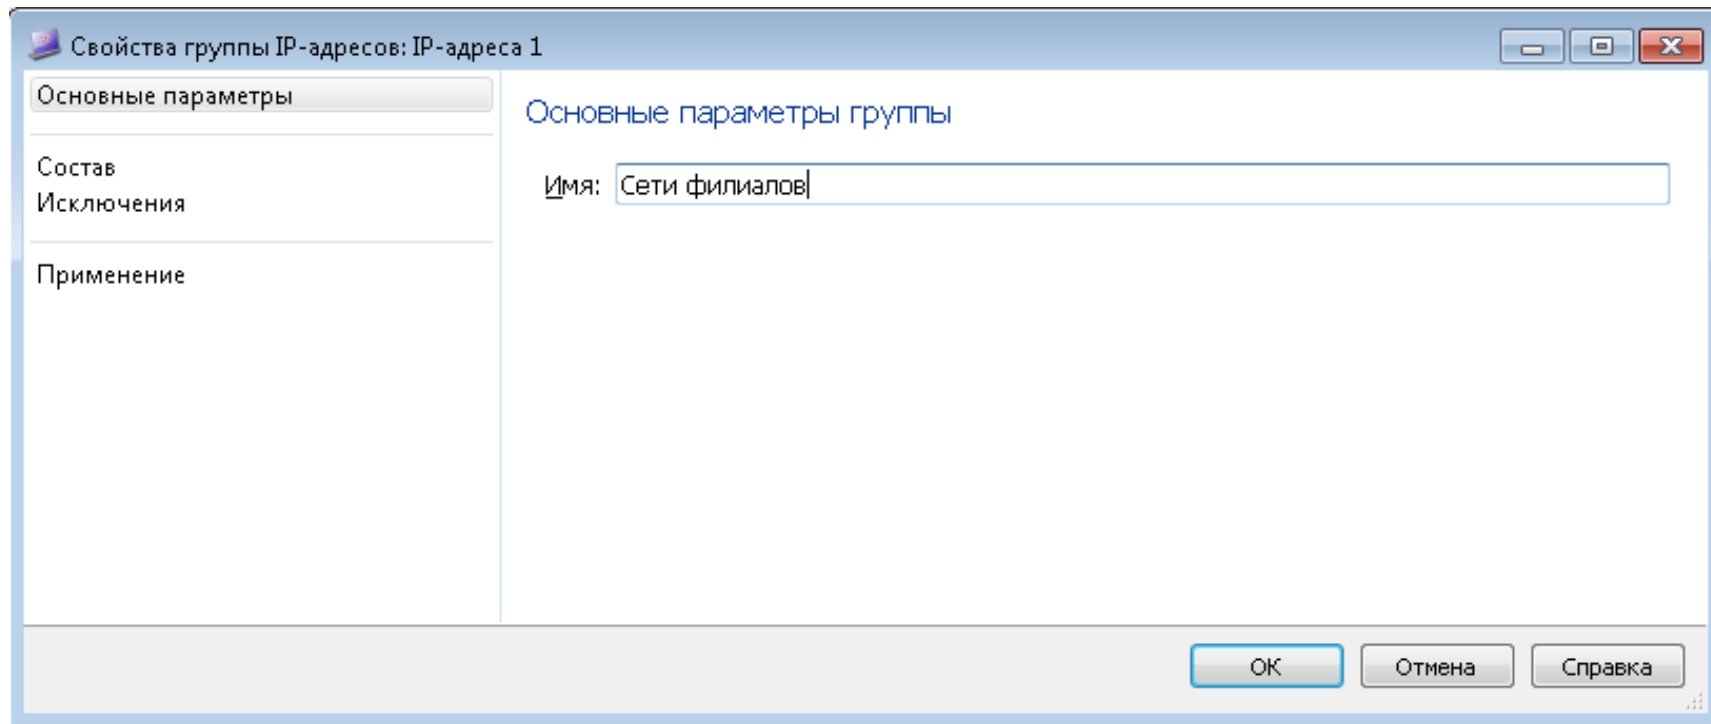 Свойства группы IP-адресов: IP-адреса 1
Основные параметры
Состав
Исключения
Применение
Основные параметры группы
Имя: Сети филиалов
ОК Отмена Справка